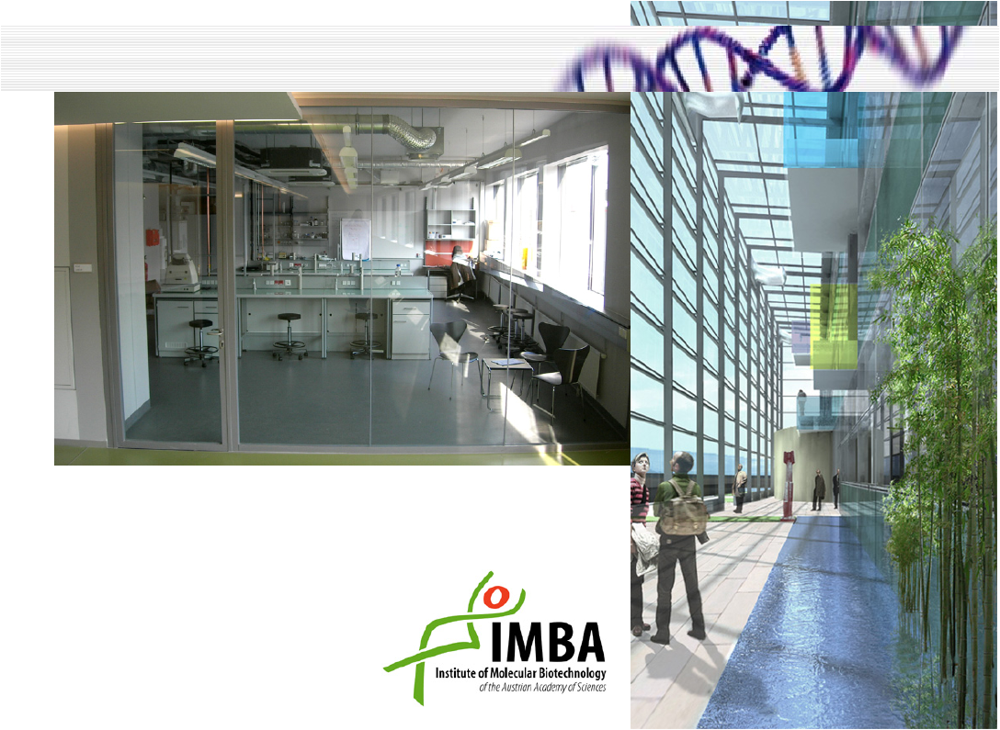 IMBA
Institute of Molecular Biotechnology
of the Austrian Academy of Sciences